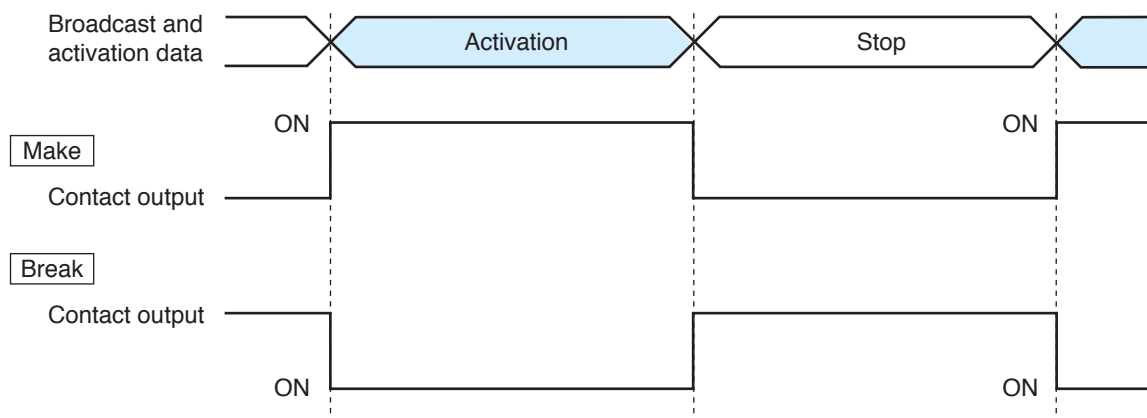 Broadcast and
activation data
Activation
Stop
ON
ON
Make
Contact output
Break
Contact output
ON
ON